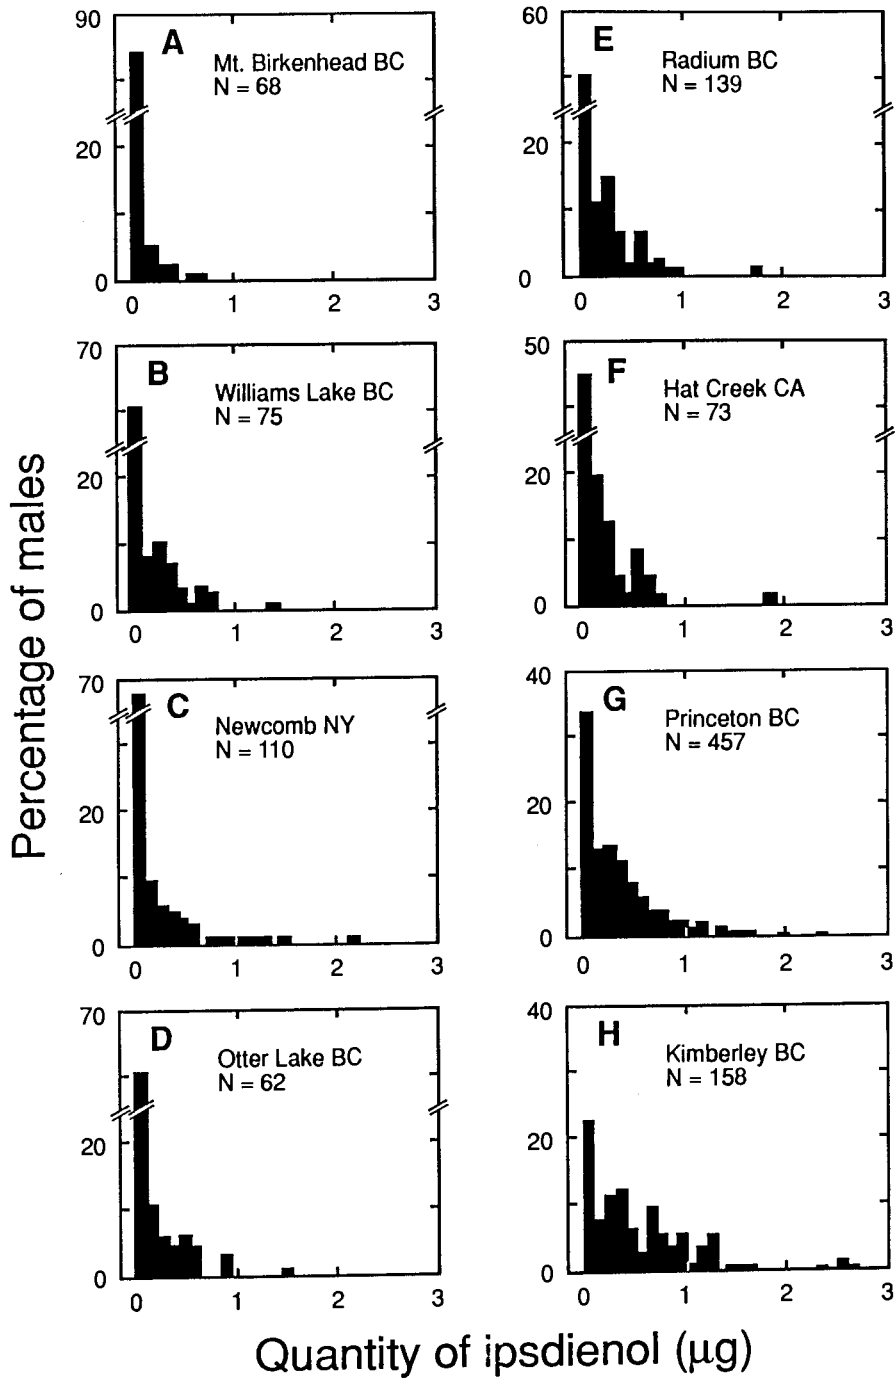 Percentage of males
90
A
Mt. Birkenhead BC
N = 68
20
0
0 1 2 3
70
B
Williams Lake BC
N = 75
20
0
0 1 2 3
70
C
Newcomb NY
N = 110
20
0
0 1 2 3
70
D
Otter Lake BC
N = 62
20
0
0 1 2 3
60
E
Radium BC
N = 139
20
0
0 1 2 3
50
F
Hat Creek CA
N = 73
20
0
0 1 2 3
40
G
Princeton BC
N = 457
20
0
0 1 2 3
40
H
Kimberley BC
N = 158
20
0
0 1 2 3
Quantity of ipsdienol (μg)